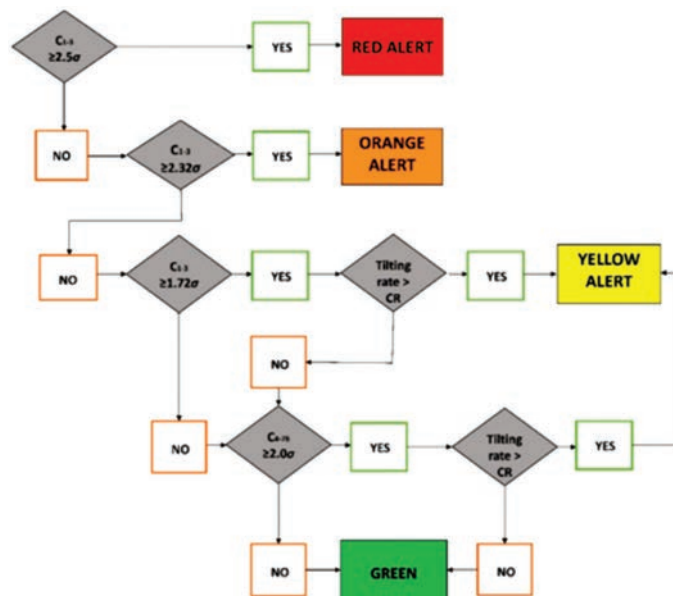 C₁₋₃
≥2.5σ
YES
RED ALERT
NO
C₁₋₃
≥2.32σ
YES
ORANGE
ALERT
NO
C₁₋₃
≥1.72σ
YES
Tilting
rate >
CR
YES
YELLOW
ALERT
NO
NO
≥2.0σ
YES
Tilting
rate >
CR
YES
NO
GREEN
NO